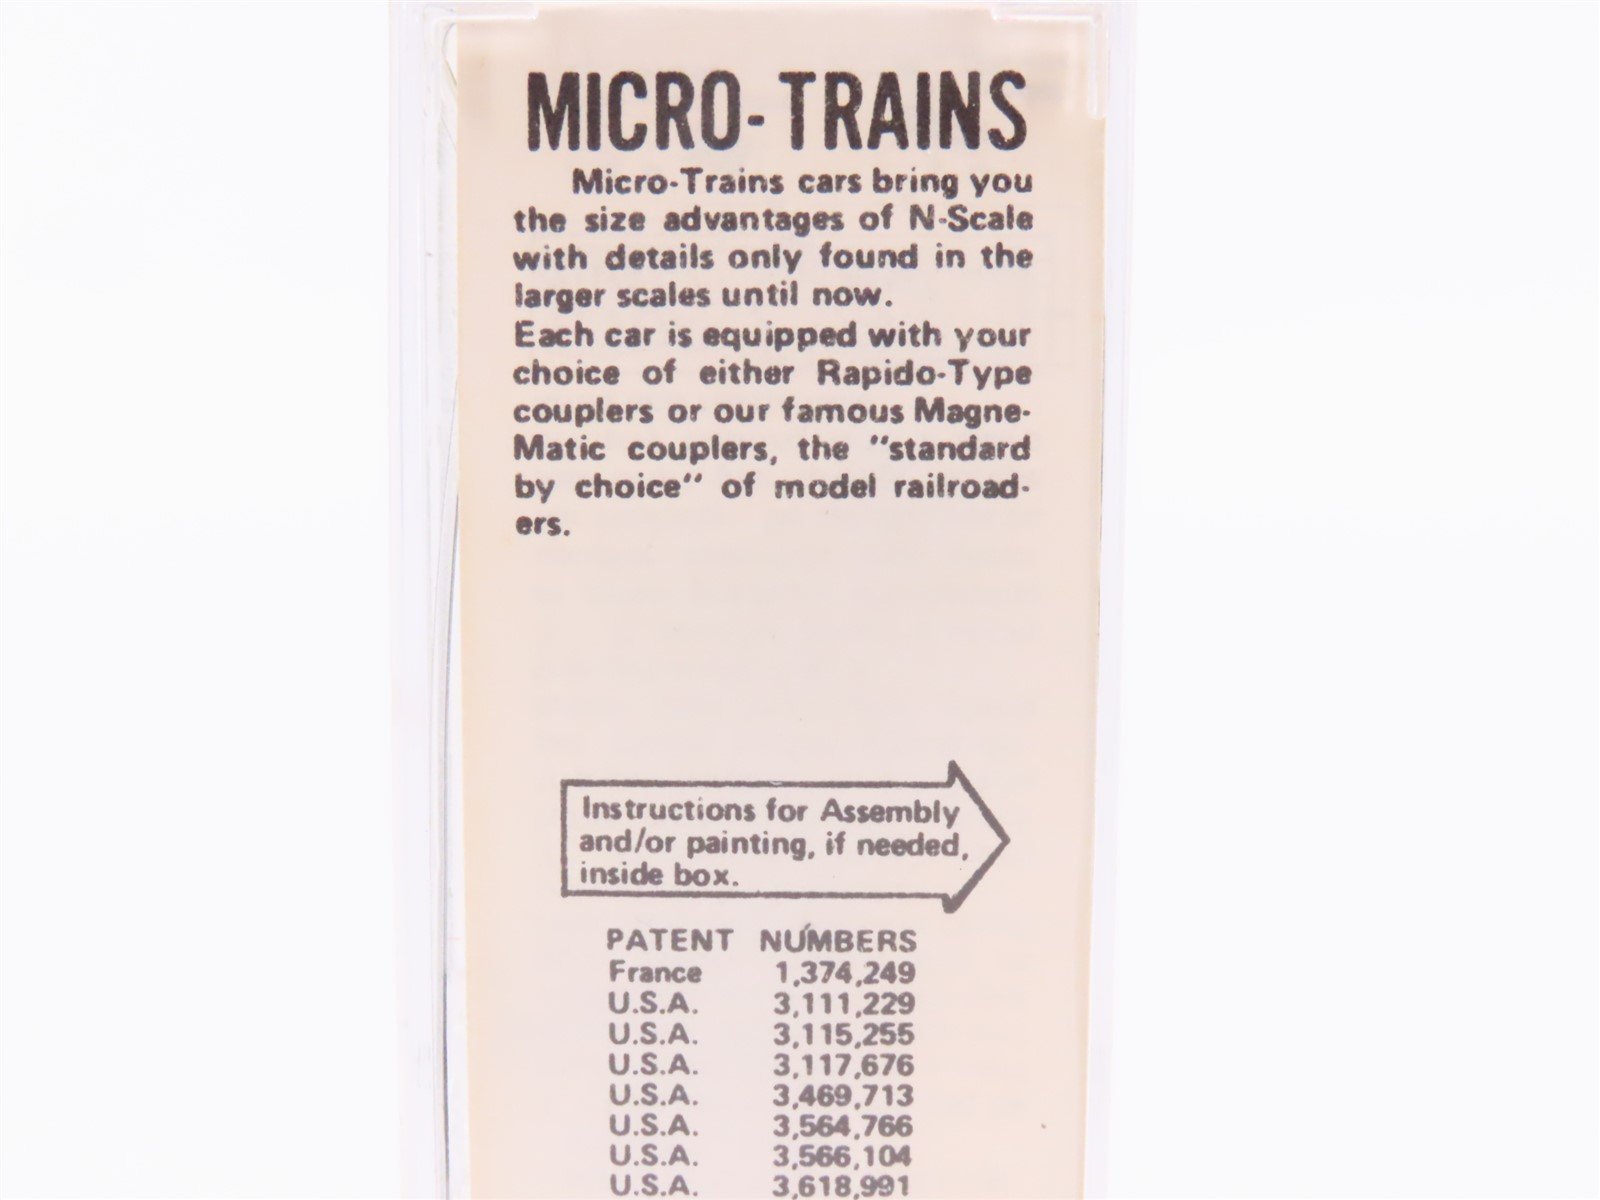 MICRO-TRAINS
Micro-Trains cars bring you
the size advantages of N-Scale
with details only found in the
larger scales until now.
Each car is equipped with your
choice of either Rapido-Type
couplers or our famous Magne-
Matic couplers, the "standard
by choice" of model railroad-
ers.
Instructions for Assembly
and/or painting, if needed,
inside box.
PATENT NUMBERS
France 1,374,249
U.S.A. 3,111,229
U.S.A. 3,115,255
U.S.A. 3,117,676
U.S.A. 3,469,713
U.S.A. 3,564,766
U.S.A. 3,566,104
U.S.A. 3,618,991